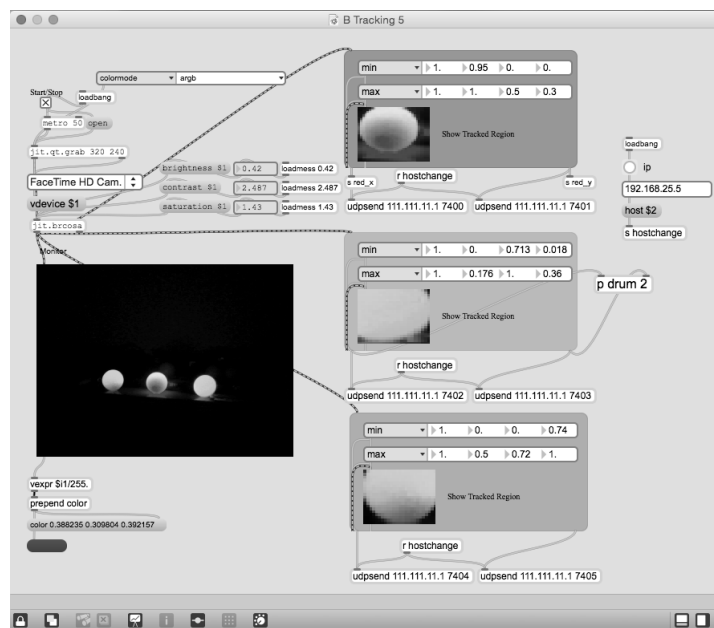 B Tracking 5
colormode argb
Start/Stop
loadbang
metro 50 open
jit.qt.grab 320 240
FaceTime HD Cam.
vdevice $1
jit.brcosa
brightness $1 0.42 loadmess 0.42
contrast $1 2.487 loadmess 2.487
saturation $1 1.43 loadmess 1.43
Monitor
vexpr $i1/255.
prepend color
color 0.388235 0.309804 0.392157
min 1. 0.95 0. 0.
max 1. 1. 0.5 0.3
Show Tracked Region
s red_x
r hostchange
s red_y
udpsend 111.111.11.1 7400
udpsend 111.111.11.1 7401
min 1. 0. 0.713 0.018
max 1. 0.176 1. 0.36
Show Tracked Region
r hostchange
udpsend 111.111.11.1 7402
udpsend 111.111.11.1 7403
min 1. 0. 0. 0.74
max 1. 0.5 0.72 1.
Show Tracked Region
r hostchange
udpsend 111.111.11.1 7404
udpsend 111.111.11.1 7405
loadbang
ip
192.168.25.5
host $2
s hostchange
p drum 2